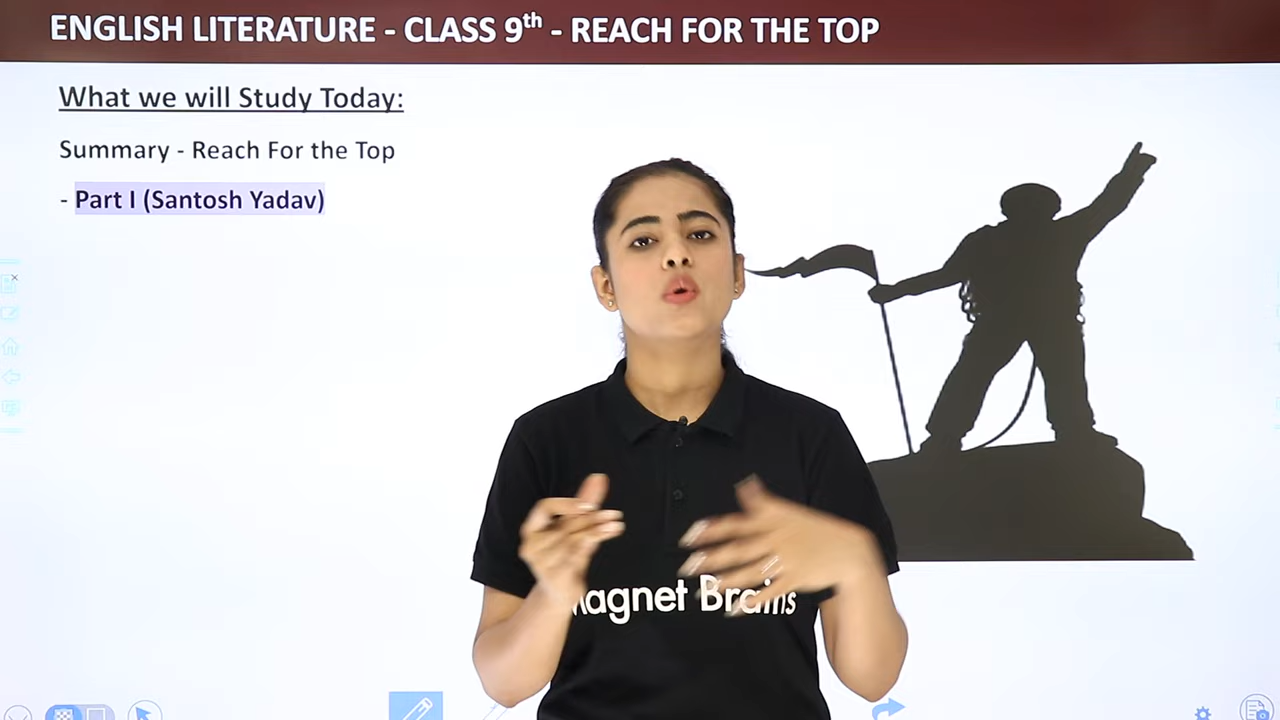 ENGLISH LITERATURE - CLASS 9th - REACH FOR THE TOP
What we will Study Today:
Summary - Reach For the Top
- Part I (Santosh Yadav)
Magnet Brains